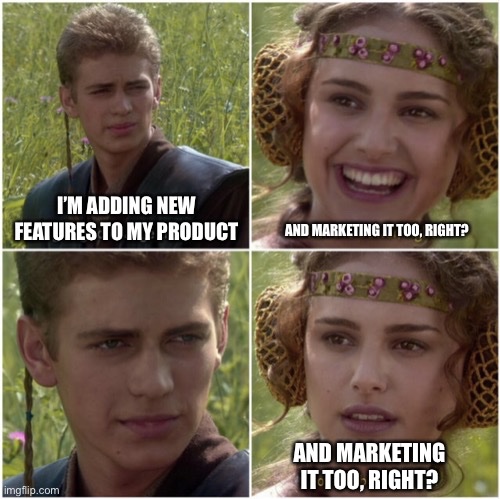 I'M ADDING NEW
FEATURES TO MY PRODUCT
AND MARKETING IT TOO, RIGHT?
AND MARKETING
IT TOO, RIGHT?
imgflip.com